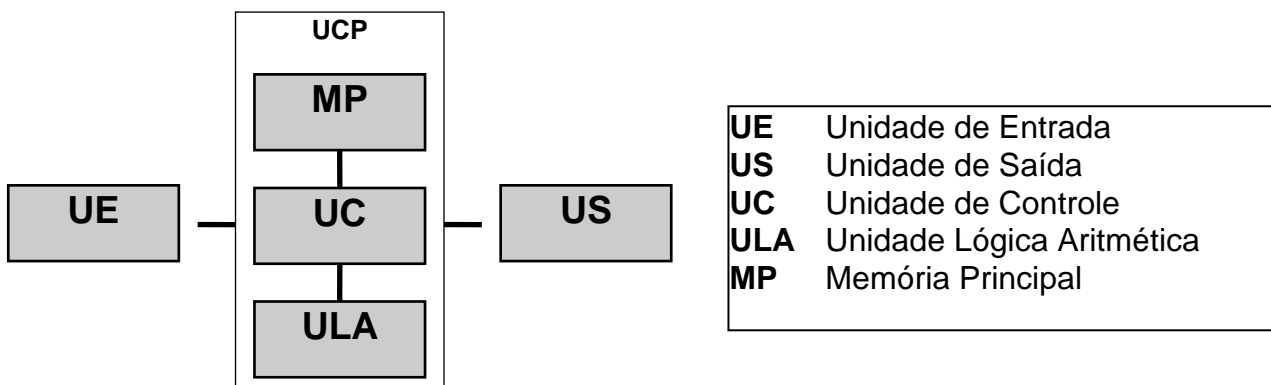 UCP
MP
UE
UC
US
ULA
UE Unidade de Entrada
US Unidade de Saída
UC Unidade de Controle
ULA Unidade Lógica Aritmética
MP Memória Principal